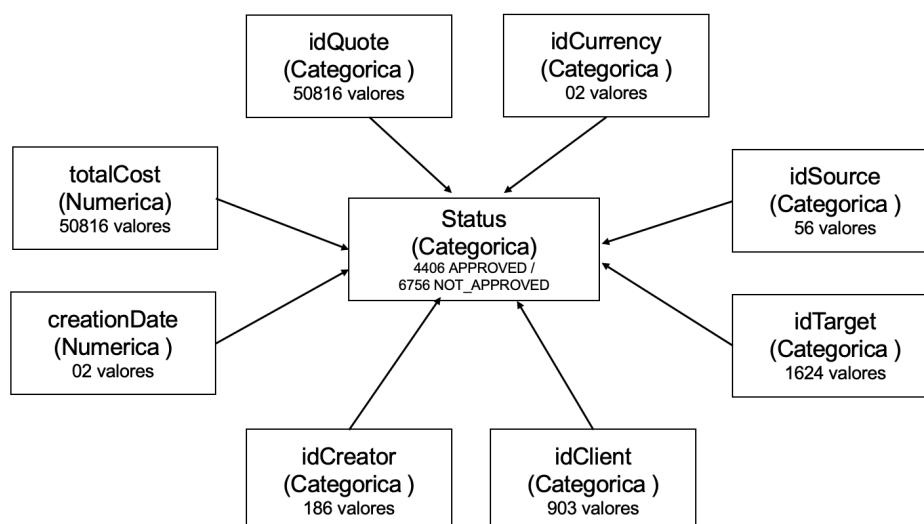 idQuote
(Categorica )
50816 valores
idCurrency
(Categorica )
02 valores
totalCost
(Numerica)
50816 valores
idSource
(Categorica )
56 valores
Status
(Categorica)
4406 APPROVED /
6756 NOT_APPROVED
creationDate
(Numerica )
02 valores
idTarget
(Categorica )
1624 valores
idCreator
(Categorica )
186 valores
idClient
(Categorica )
903 valores